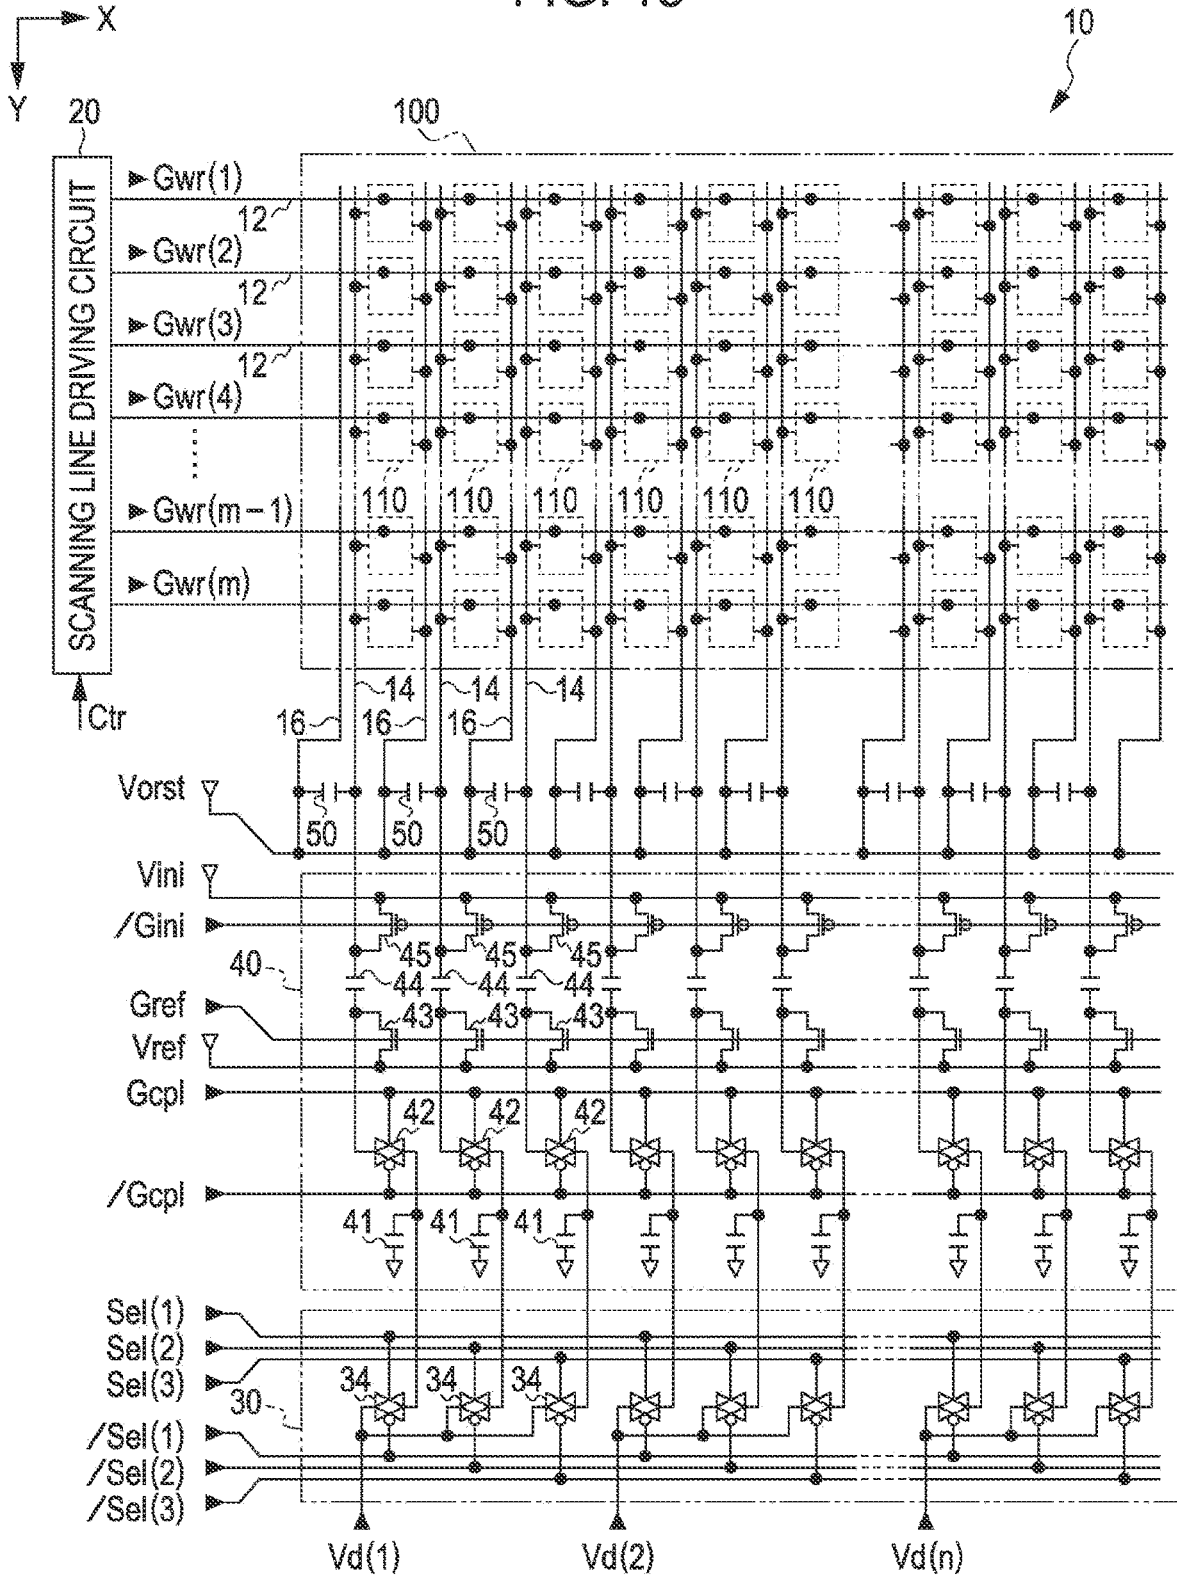 X
10
Y
20
100
SCANNING LINE DRIVING CIRCUIT
Gwr(1)
12
Gwr(2)
12
Gwr(3)
12
Gwr(4)
110 110 110 110 110 110
Gwr(m-1)
Gwr(m)
Ctr
16 14 16 14 16 14
Vorst
50 50 50
Vini
/Gini
45 45 45
40
44 44 44
Gref
43 43 43
Vref
Gcpl
42 42 42
/Gcpl
41 41 41
Sel(1)
Sel(2)
Sel(3)
34 34 34
30
/Sel(1)
/Sel(2)
/Sel(3)
Vd(1) Vd(2) Vd(n)